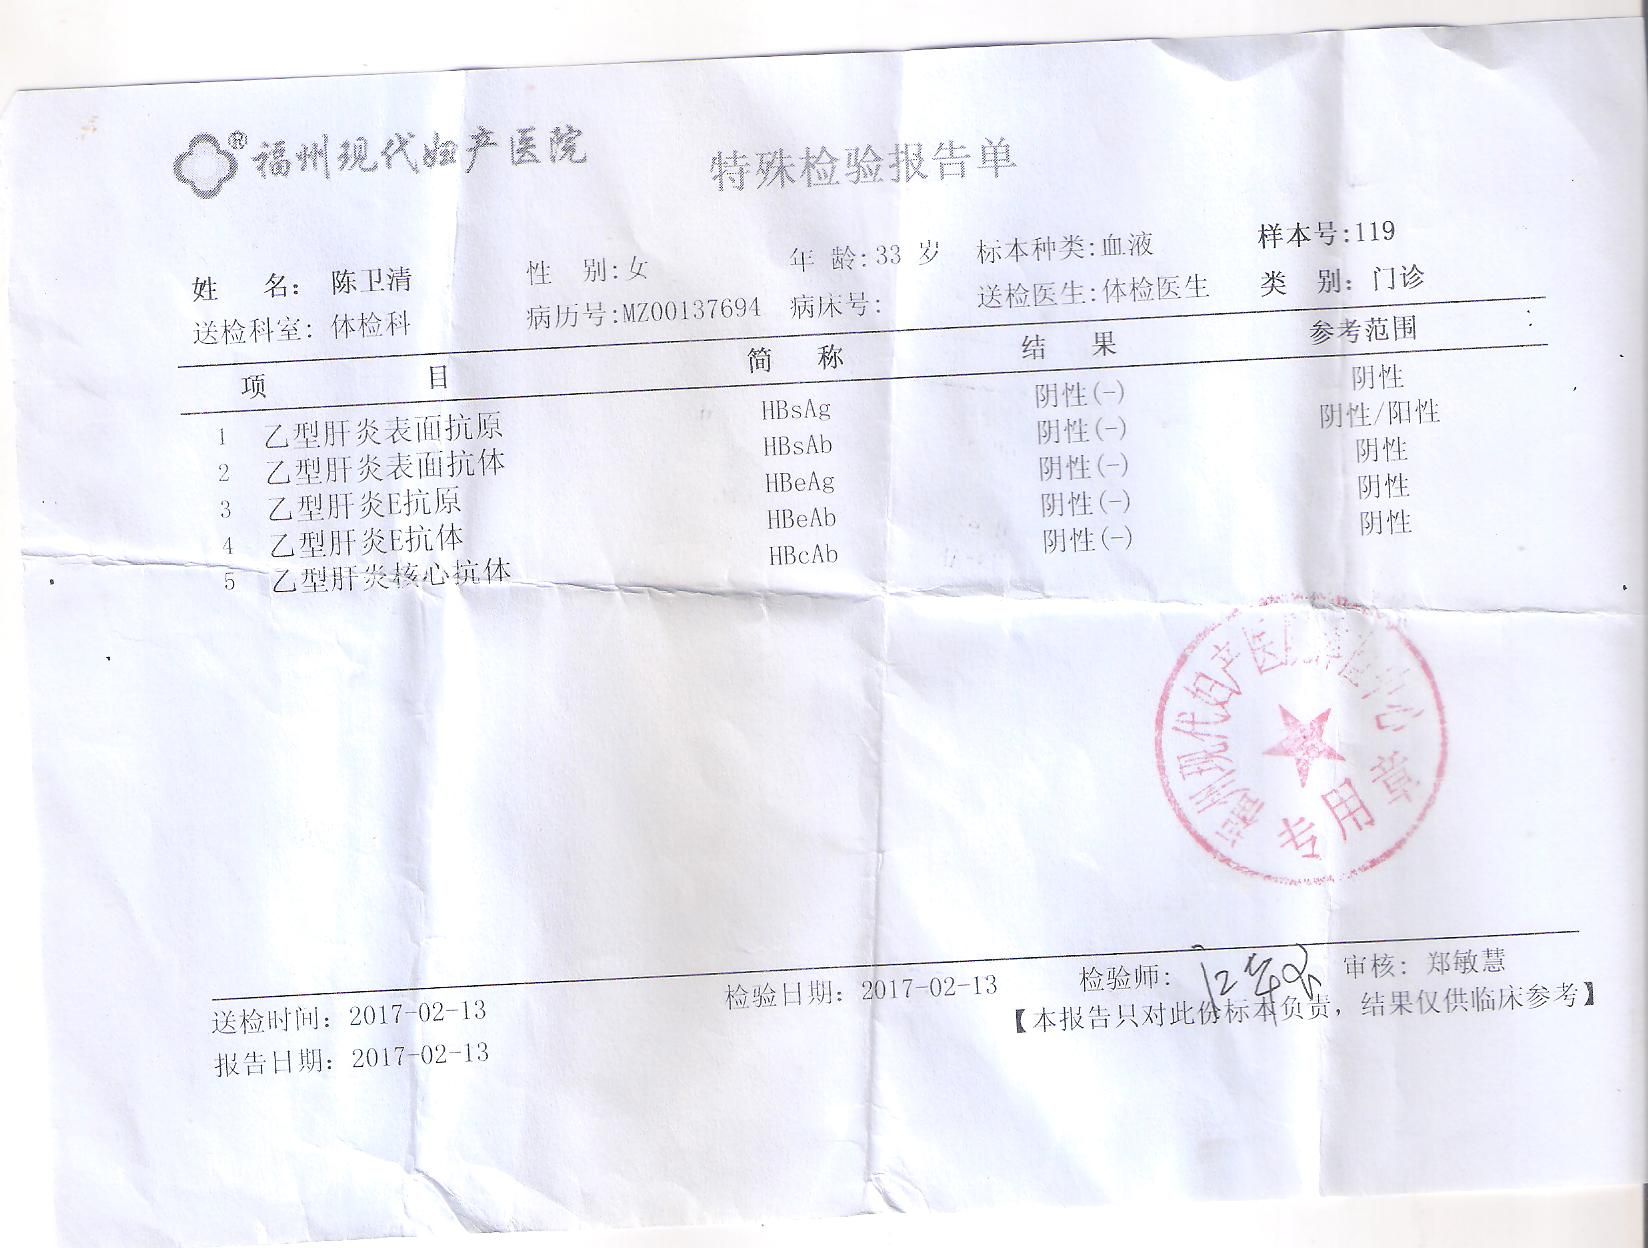 福州现代妇产医院
特殊检验报告单
姓 名： 陈卫清 性 别:女 年 龄:33 岁 标本种类:血液 样本号:119
送检科室: 体检科 病历号:MZ00137694 病床号: 送检医生:体检医生 类 别: 门诊
项 目 简 称 结 果 参考范围
1 乙型肝炎表面抗原 HBsAg 阴性(-) 阴性
2 乙型肝炎表面抗体 HBsAb 阴性(-) 阴性/阳性
3 乙型肝炎E抗原 HBeAg 阴性(-) 阴性
4 乙型肝炎E抗体 HBeAb 阴性(-) 阴性
5 乙型肝炎核心抗体 HBcAb 阴性(-) 阴性
福州现代妇产医院
专用章
送检时间: 2017-02-13 检验日期: 2017-02-13 检验师: 审核: 郑敏慧
报告日期: 2017-02-13 【本报告只对此份标本负责，结果仅供临床参考】